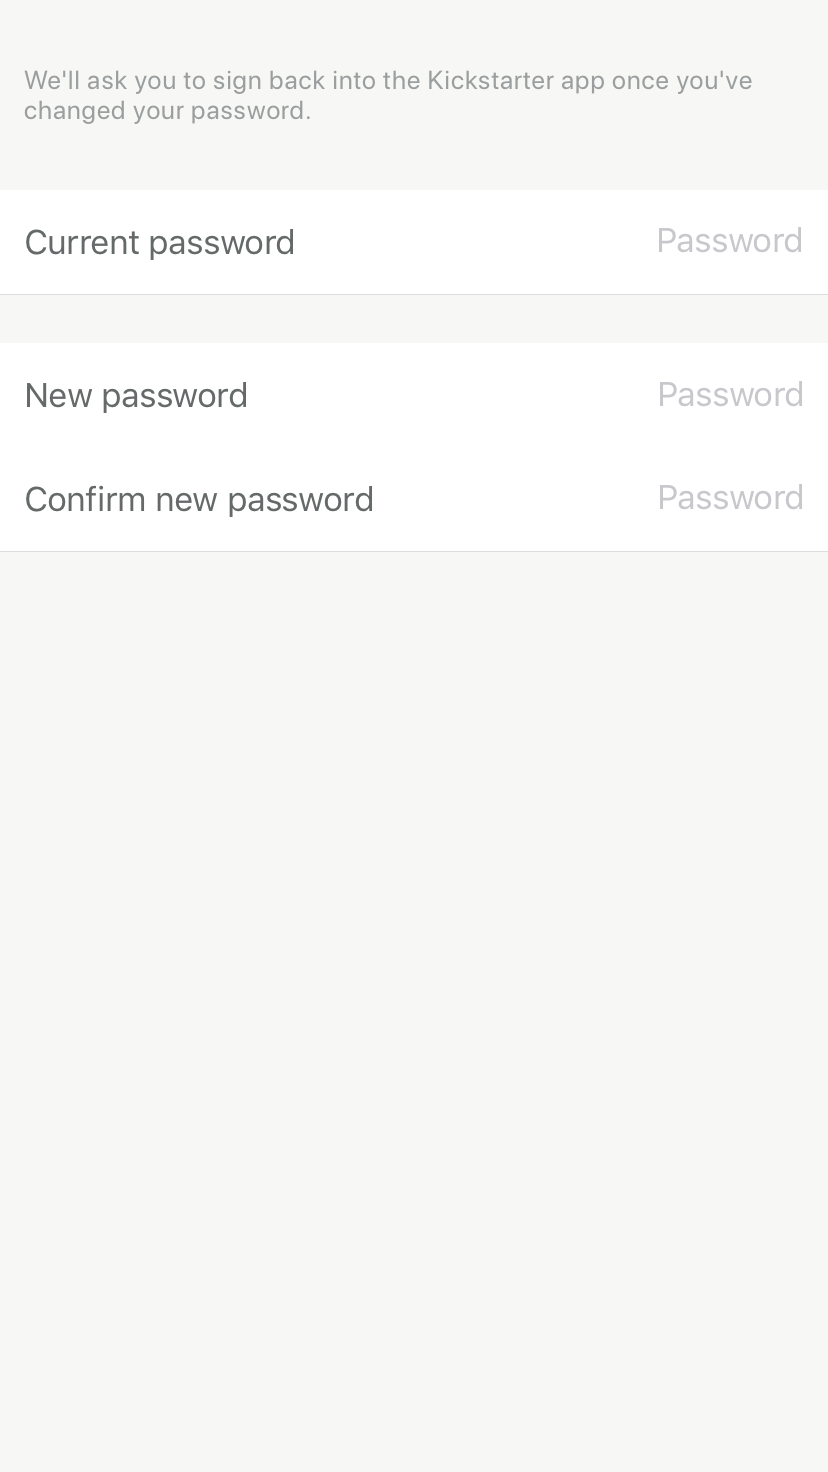 We'll ask you to sign back into the Kickstarter app once you've
changed your password.
Current password Password
New password Password
Confirm new password Password